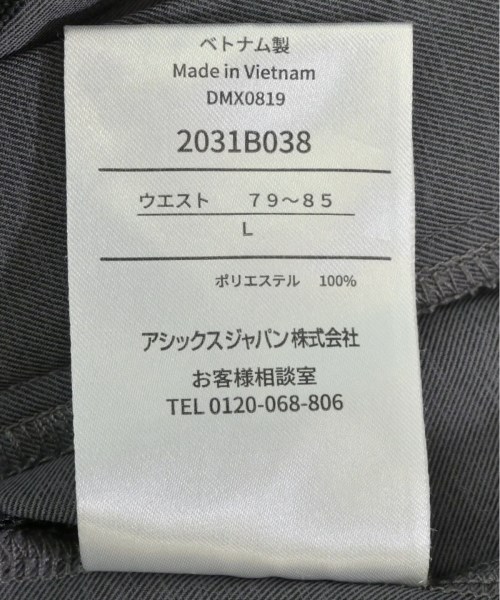 ベトナム製
Made in Vietnam
DMX0819
2031B038
ウエスト　７９～８５
L
ポリエステル　100%
アシックスジャパン株式会社
お客様相談室
TEL 0120-068-806